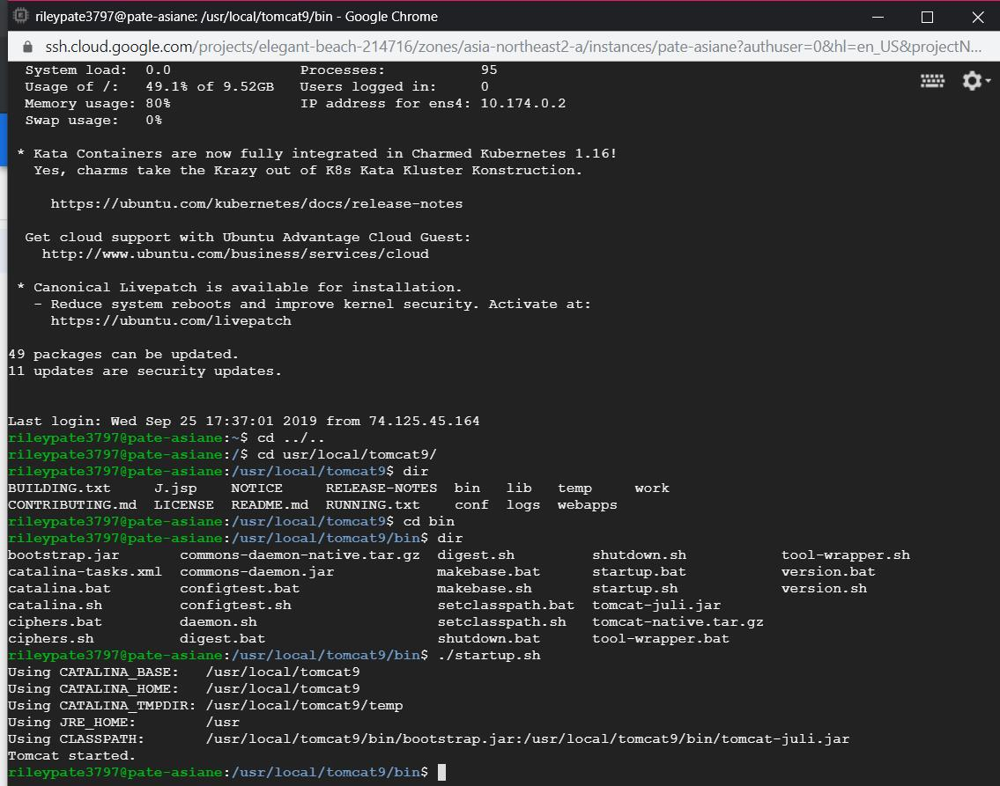 rileypate3797@pate-asiane: /usr/local/tomcat9/bin - Google Chrome
ssh.cloud.google.com/projects/elegant-beach-214716/zones/asia-northeast2-a/instances/pate-asiane?authuser=0&hl=en_US&projectN...
System load:  0.0                Processes:           95
Usage of /:   49.1% of 9.52GB   Users logged in:     0
Memory usage: 80%               IP address for ens4: 10.174.0.2
Swap usage:   0%
* Kata Containers are now fully integrated in Charmed Kubernetes 1.16!
Yes, charms take the Krazy out of K8s Kata Kluster Konstruction.
https://ubuntu.com/kubernetes/docs/release-notes
Get cloud support with Ubuntu Advantage Cloud Guest:
http://www.ubuntu.com/business/services/cloud
* Canonical Livepatch is available for installation.
- Reduce system reboots and improve kernel security. Activate at:
https://ubuntu.com/livepatch
49 packages can be updated.
11 updates are security updates.
Last login: Wed Sep 25 17:37:01 2019 from 74.125.45.164
rileypate3797@pate-asiane:~$ cd ../..
rileypate3797@pate-asiane:/$ cd usr/local/tomcat9/
rileypate3797@pate-asiane:/usr/local/tomcat9$ dir
BUILDING.txt     J.jsp    NOTICE     RELEASE-NOTES  bin   lib   temp     work
CONTRIBUTING.md  LICENSE  README.md  RUNNING.txt    conf  logs  webapps
rileypate3797@pate-asiane:/usr/local/tomcat9$ cd bin
rileypate3797@pate-asiane:/usr/local/tomcat9/bin$ dir
bootstrap.jar       commons-daemon-native.tar.gz  digest.sh         shutdown.sh           tool-wrapper.sh
catalina-tasks.xml  commons-daemon.jar            makebase.bat      startup.bat           version.bat
catalina.bat        configtest.bat                makebase.sh       startup.sh            version.sh
catalina.sh         configtest.sh                 setclasspath.bat  tomcat-juli.jar
ciphers.bat         daemon.sh                     setclasspath.sh   tomcat-native.tar.gz
ciphers.sh          digest.bat                    shutdown.bat      tool-wrapper.bat
rileypate3797@pate-asiane:/usr/local/tomcat9/bin$ ./startup.sh
Using CATALINA_BASE:   /usr/local/tomcat9
Using CATALINA_HOME:   /usr/local/tomcat9
Using CATALINA_TMPDIR: /usr/local/tomcat9/temp
Using JRE_HOME:        /usr
Using CLASSPATH:       /usr/local/tomcat9/bin/bootstrap.jar:/usr/local/tomcat9/bin/tomcat-juli.jar
Tomcat started.
rileypate3797@pate-asiane:/usr/local/tomcat9/bin$